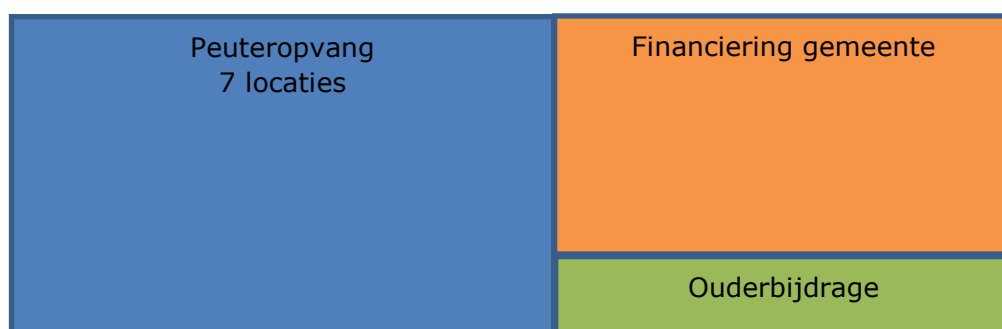 Peuteropvang
7 locaties
Financiering gemeente
Ouderbijdrage